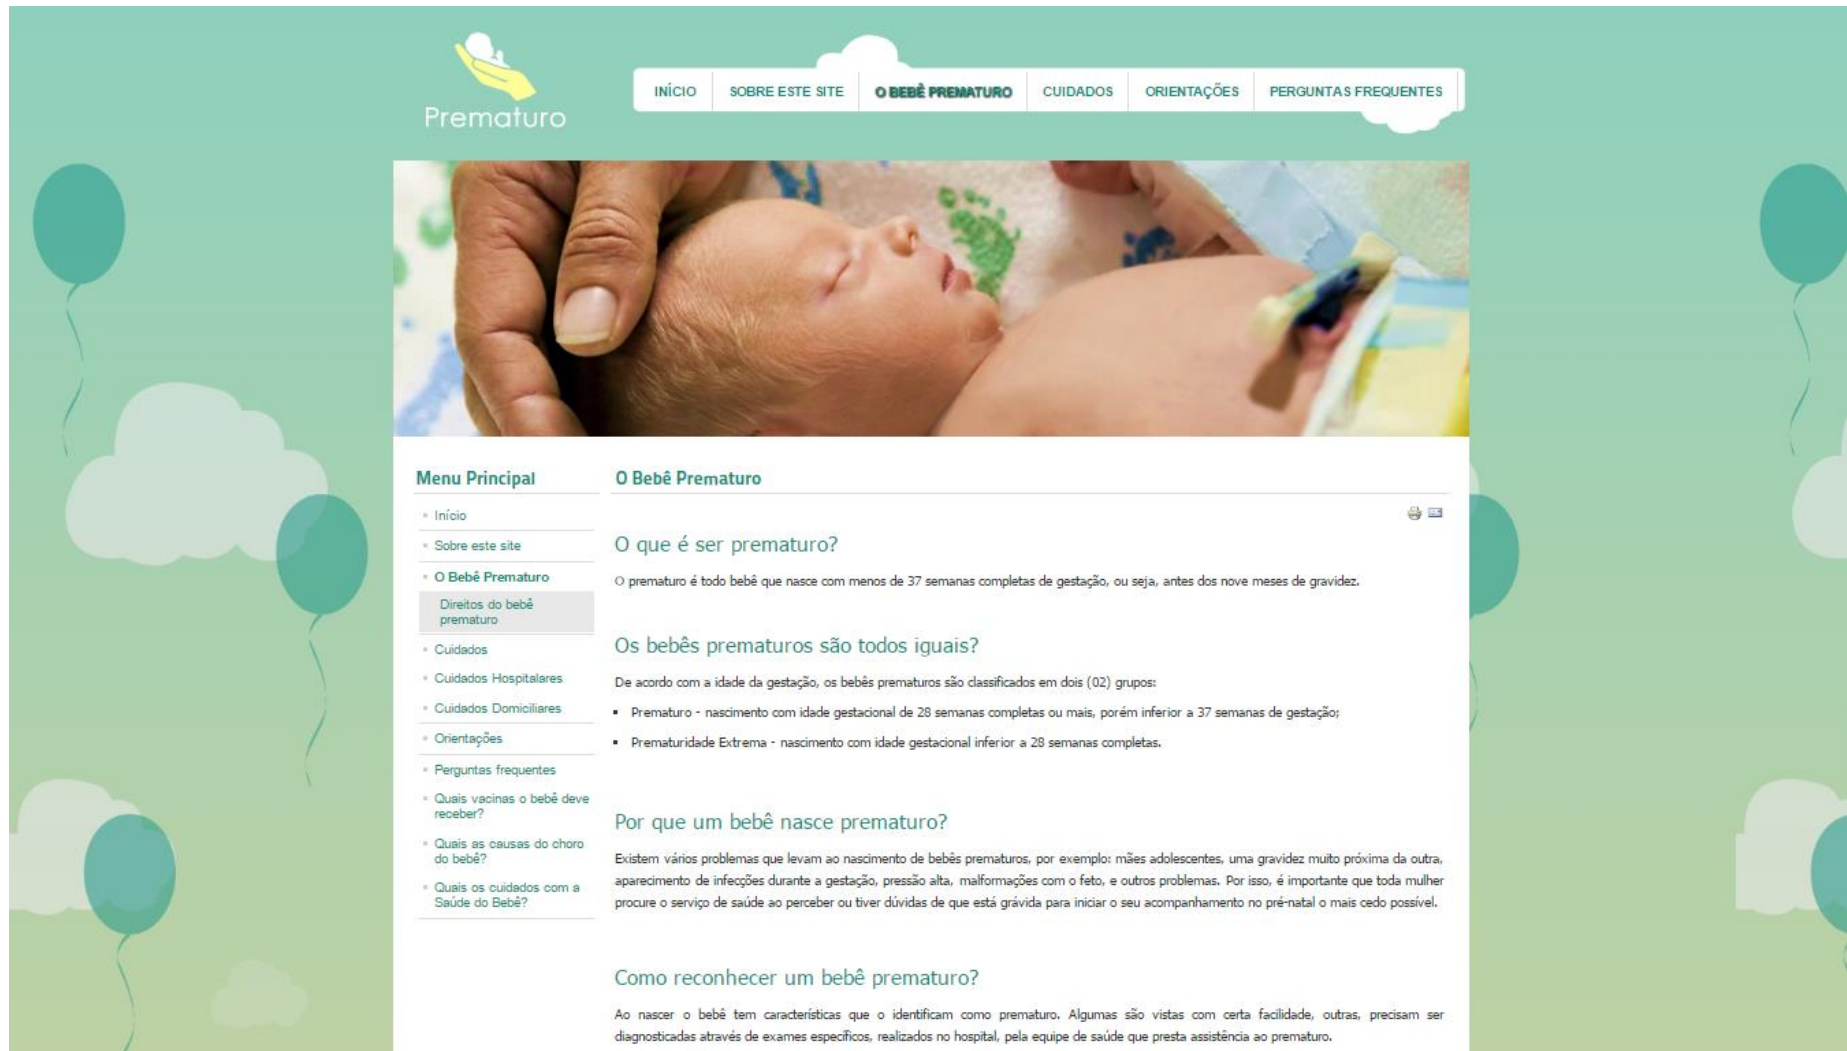 Prematuro
INÍCIO
SOBRE ESTE SITE
O BEBÊ PREMATURO
CUIDADOS
ORIENTAÇÕES
PERGUNTAS FREQUENTES
Menu Principal
Início
Sobre este site
O Bebê Prematuro
Direitos do bebê
prematuro
Cuidados
Cuidados Hospitalares
Cuidados Domiciliares
Orientações
Perguntas frequentes
Quais vacinas o bebê deve
receber?
Quais as causas do choro
do bebê?
Quais os cuidados com a
Saúde do Bebê?
O Bebê Prematuro
O que é ser prematuro?
O prematuro é todo bebê que nasce com menos de 37 semanas completas de gestação, ou seja, antes dos nove meses de gravidez.
Os bebês prematuros são todos iguais?
De acordo com a idade da gestação, os bebês prematuros são classificados em dois (02) grupos:
▪ Prematuro - nascimento com idade gestacional de 28 semanas completas ou mais, porém inferior a 37 semanas de gestação;
▪ Prematuridade Extrema - nascimento com idade gestacional inferior a 28 semanas completas.
Por que um bebê nasce prematuro?
Existem vários problemas que levam ao nascimento de bebês prematuros, por exemplo: mães adolescentes, uma gravidez muito próxima da outra,
aparecimento de infecções durante a gestação, pressão alta, malformações com o feto, e outros problemas. Por isso, é importante que toda mulher
procure o serviço de saúde ao perceber ou tiver dúvidas de que está grávida para iniciar o seu acompanhamento no pré-natal o mais cedo possível.
Como reconhecer um bebê prematuro?
Ao nascer o bebê tem características que o identificam como prematuro. Algumas são vistas com certa facilidade, outras, precisam ser
diagnosticadas através de exames específicos, realizados no hospital, pela equipe de saúde que presta assistência ao prematuro.